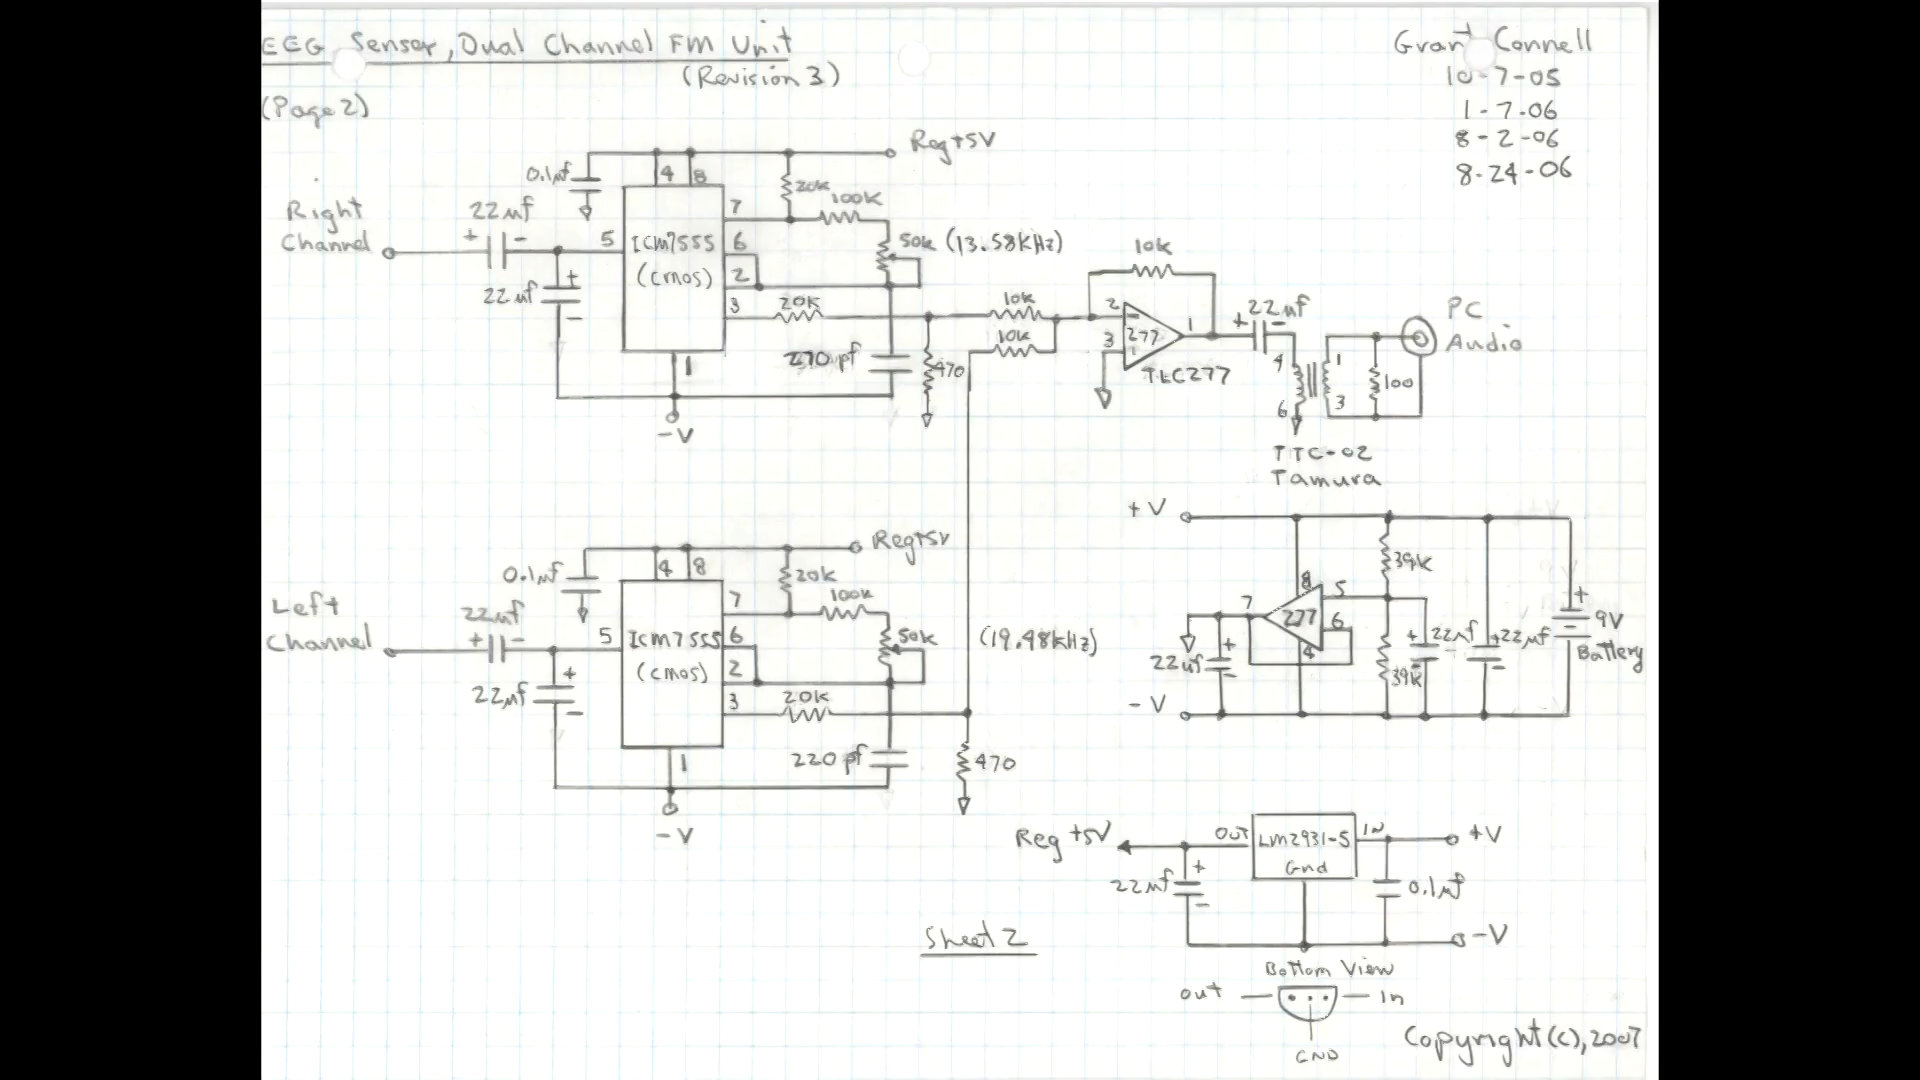 EEG Sensor, Dual Channel FM Unit
(Revision 3)
(Page 2)
Grant Connell
10-7-05
1-7-06
8-2-06
8-24-06
Reg +5V
0.1uf
4 8
20k
100k
Right
Channel
22uf
+ -
5
22uf
+
-
ICM7555
(cmos)
7
6
2
3
1
50k (13.58KHz)
20k
270pf
470
-V
10k
10k
10k
2
3
277
1
TLC277
22uf
+ -
4
6
1
3
100
PC
Audio
TTC-02
Tamura
Reg +5V
0.1uf
4 8
20k
100k
Left
Channel
22uf
+ -
5
22uf
+
-
ICM7555
(cmos)
7
6
2
3
1
50k
(19.48kHz)
20k
220pf
470
-V
+V
39k
8
5
7
277
6
4
22uf
+
-
39k
+
22uf
-
+22uf
-
+
9V
Battery
-V
Reg +5V
OUT
LM2931-5
Gnd
IN
+V
22uf
+
-
0.1uf
-V
Sheet 2
Bottom View
out
In
GND
Copyright (c), 2007